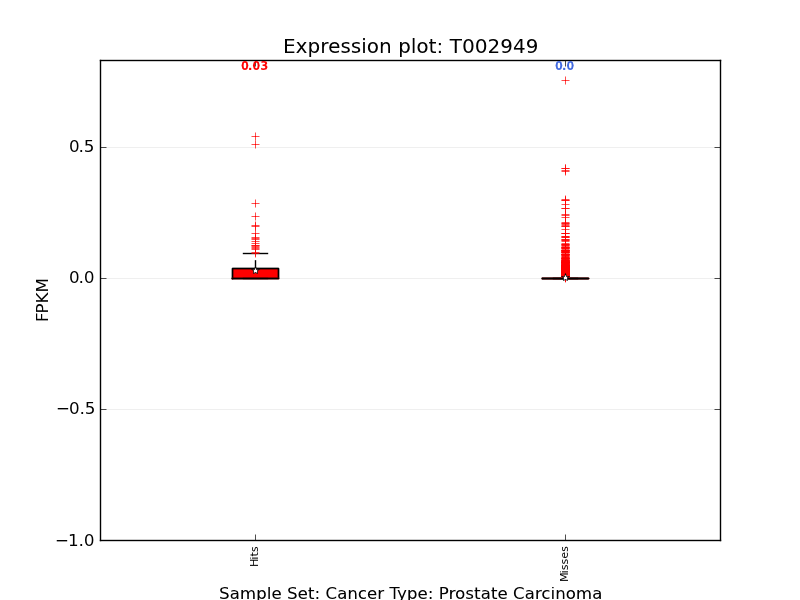 Expression plot: T002949
0.03 0.0
0.5
0.0
−0.5
−1.0
FPKM
Hits Misses
Sample Set: Cancer Type: Prostate Carcinoma